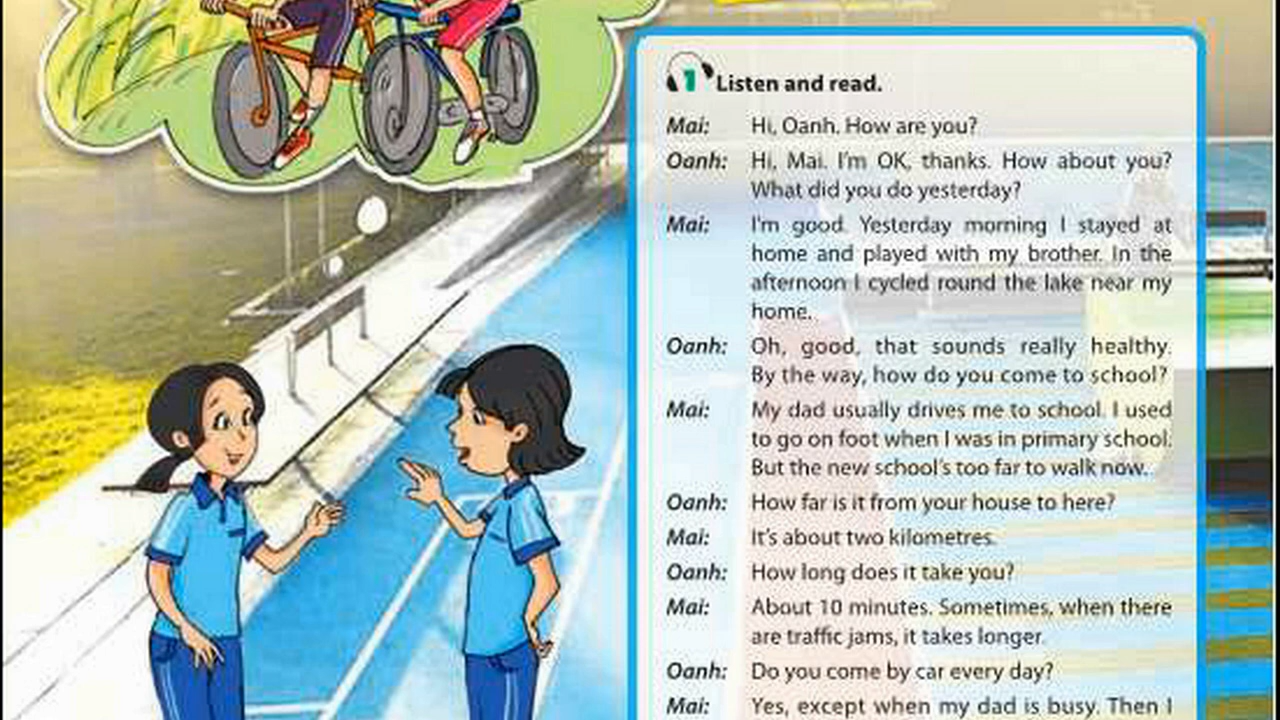 1 Listen and read.
Mai: Hi, Oanh. How are you?
Oanh: Hi, Mai. I'm OK, thanks. How about you?
What did you do yesterday?
Mai: I'm good. Yesterday morning I stayed at
home and played with my brother. In the
afternoon I cycled round the lake near my
home.
Oanh: Oh, good, that sounds really healthy.
By the way, how do you come to school?
Mai: My dad usually drives me to school. I used
to go on foot when I was in primary school.
But the new school's too far to walk now.
Oanh: How far is it from your house to here?
Mai: It's about two kilometres.
Oanh: How long does it take you?
Mai: About 10 minutes. Sometimes, when there
are traffic jams, it takes longer.
Oanh: Do you come by car every day?
Mai: Yes, except when my dad is busy. Then I